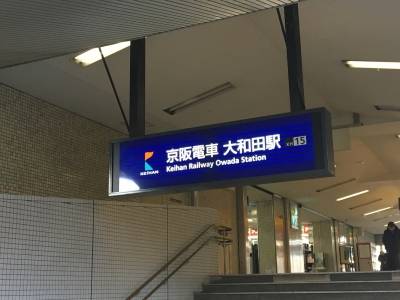 京阪電車 大和田駅 KH15
Keihan Railway Owada Station
KEIHAN